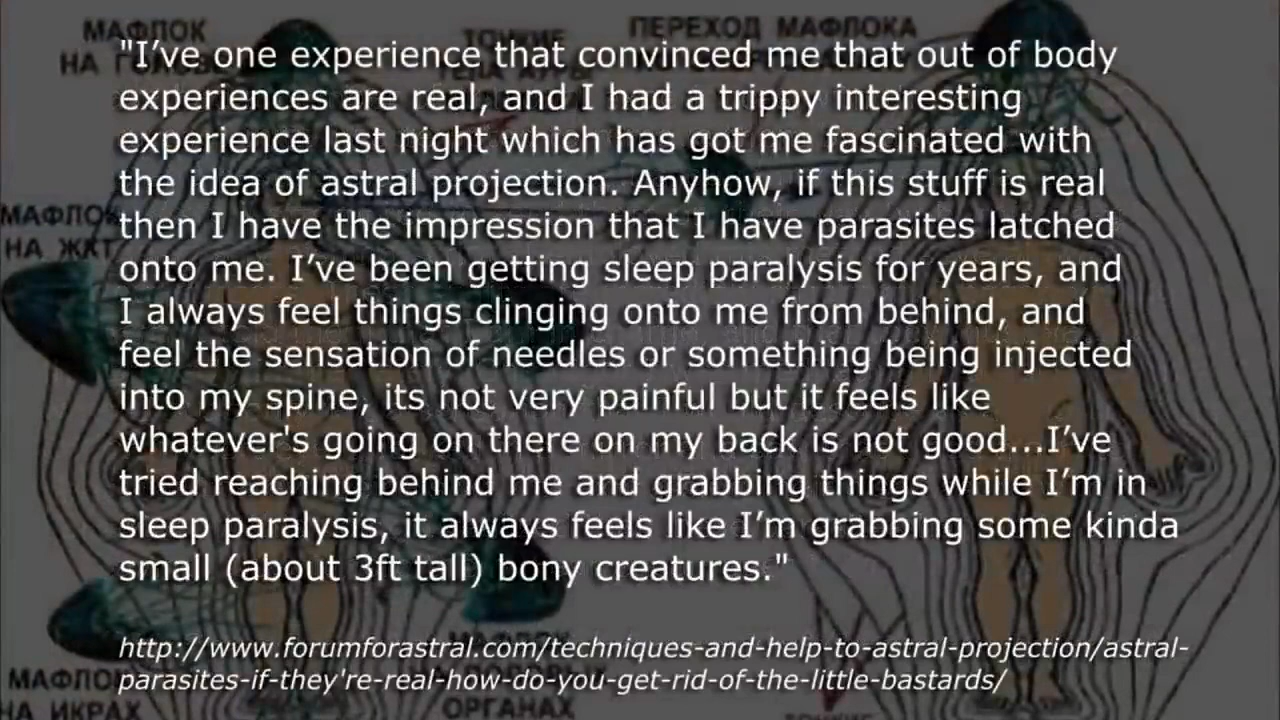 МАФЛОК
НА ГОЛОВЕ
ТОНКИЕ
ТЕЛА АУРЫ
ПЕРЕХОД МАФЛОКА
"I’ve one experience that convinced me that out of body
experiences are real, and I had a trippy interesting
experience last night which has got me fascinated with
the idea of astral projection. Anyhow, if this stuff is real
then I have the impression that I have parasites latched
onto me. I’ve been getting sleep paralysis for years, and
I always feel things clinging onto me from behind, and
feel the sensation of needles or something being injected
into my spine, its not very painful but it feels like
whatever's going on there on my back is not good...I’ve
tried reaching behind me and grabbing things while I’m in
sleep paralysis, it always feels like I’m grabbing some kinda
small (about 3ft tall) bony creatures."
МАФЛОК
НА ЖКТ
http://www.forumforastral.com/techniques-and-help-to-astral-projection/astral-
parasites-if-they're-real-how-do-you-get-rid-of-the-little-bastards/
МАФЛОК
НА ИКРАХ
МАФЛОК
ОРГАНАХ
ТОНКИЕ